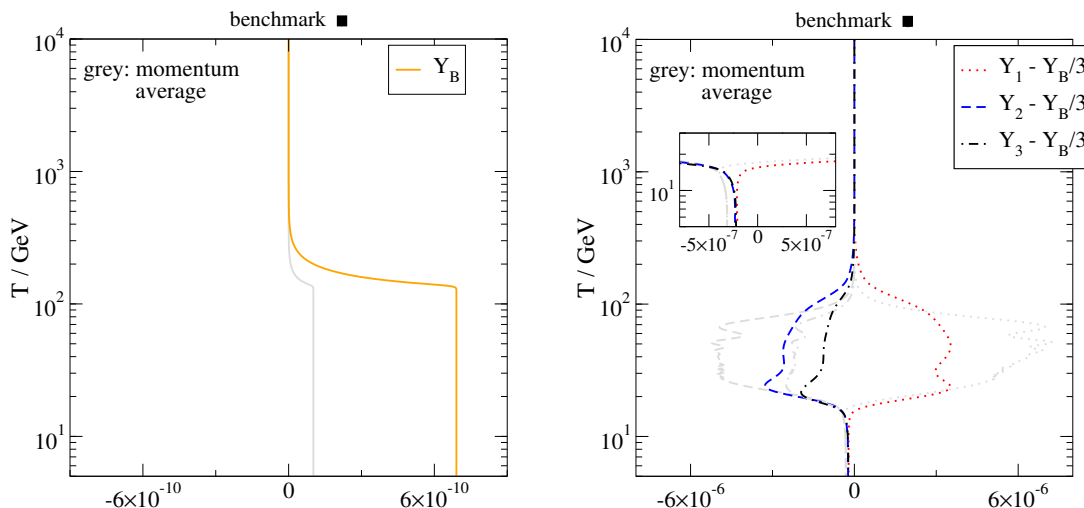 benchmark ■
grey: momentum
average
Y_B
10^4
10^3
10^2
10^1
T / GeV
-6×10^-10
0
6×10^-10
benchmark ■
grey: momentum
average
Y_1 - Y_B/3
Y_2 - Y_B/3
Y_3 - Y_B/3
10^1
-5×10^-7
0
5×10^-7
10^4
10^3
10^2
10^1
T / GeV
-6×10^-6
0
6×10^-6